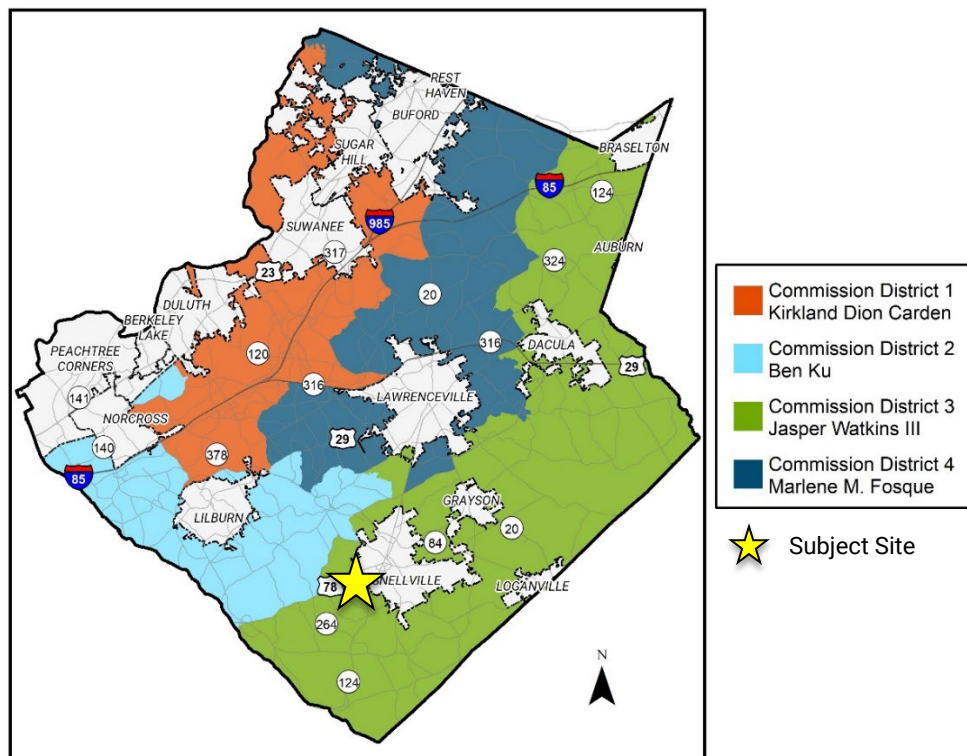 REST
HAVEN
BUFORD
SUGAR
HILL
BRASELTON
85
124
985
SUWANEE
AUBURN
317
324
23
20
DULUTH
BERKELEY
LAKE
PEACHTREE
CORNERS
120
316
DACULA
29
316
141
LAWRENCEVILLE
NORCROSS
29
140
378
85
LILBURN
GRAYSON
20
84
78
SNELLVILLE
LOGANVILLE
264
124
N
Commission District 1
Kirkland Dion Carden
Commission District 2
Ben Ku
Commission District 3
Jasper Watkins III
Commission District 4
Marlene M. Fosque
Subject Site